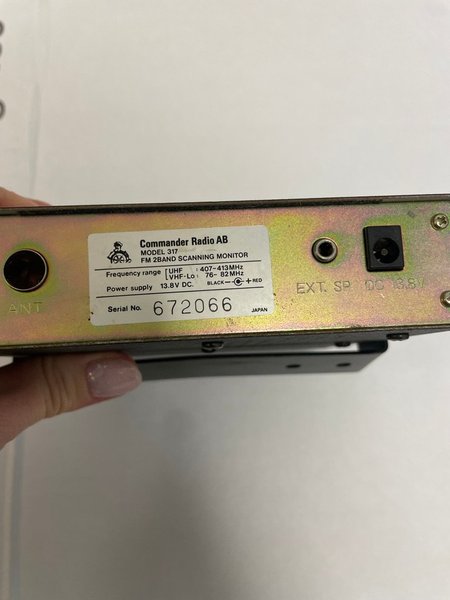 Commander Radio AB
MODEL 317
FM 2BAND SCANNING MONITOR
Frequency range [UHF : 407-413MHz
VHF-Lo : 76- 82MHz
Power supply 13.8V DC. BLACK - + RED
Serial No. 672066 JAPAN
ANT
EXT. SP. DC 13.8